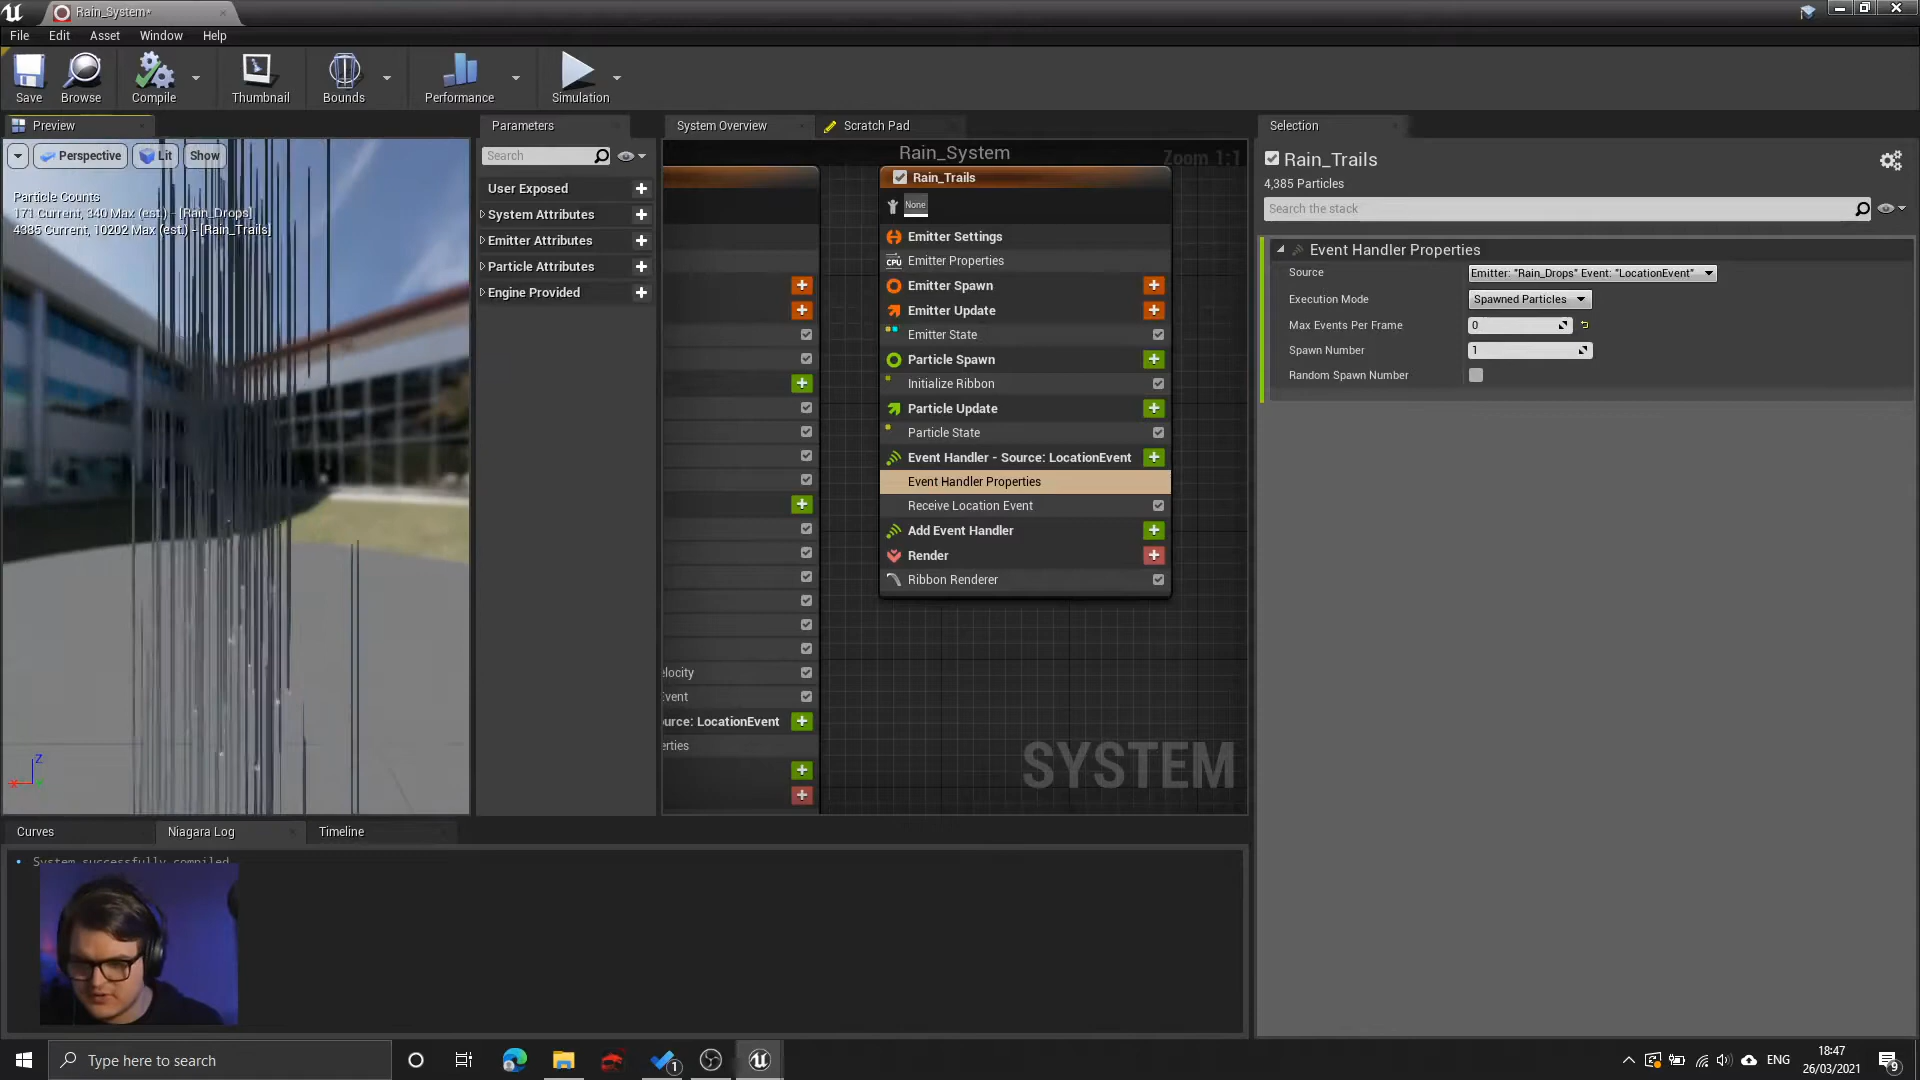 Rain_System*
File Edit Asset Window Help
Save Browse Compile Thumbnail Bounds Performance Simulation
Preview
Perspective Lit Show
Particle Counts
171 Current, 340 Max (est.) - [Rain_Drops]
4385 Current, 10202 Max (est.) - [Rain_Trails]
Z
Parameters
Search
User Exposed
System Attributes
Emitter Attributes
Particle Attributes
Engine Provided
System Overview Scratch Pad
Rain_System
Zoom 1:1
elocity
Event
ource: LocationEvent
erties
Rain_Trails
None
Emitter Settings
CPU Emitter Properties
Emitter Spawn
Emitter Update
Emitter State
Particle Spawn
Initialize Ribbon
Particle Update
Particle State
Event Handler - Source: LocationEvent
Event Handler Properties
Receive Location Event
Add Event Handler
Render
Ribbon Renderer
SYSTEM
Selection
Rain_Trails
4,385 Particles
Search the stack
Event Handler Properties
Source Emitter: "Rain_Drops" Event: "LocationEvent"
Execution Mode Spawned Particles
Max Events Per Frame 0
Spawn Number 1
Random Spawn Number
Curves Niagara Log Timeline
System successfully compiled
Type here to search
1
ENG
18:47
26/03/2021
9